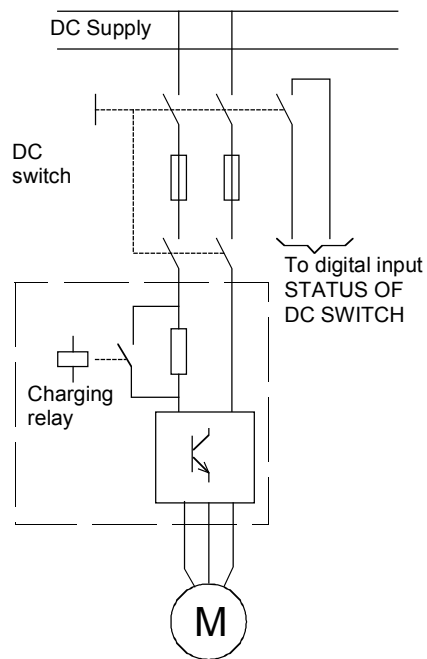 DC Supply
DC
switch
To digital input
STATUS OF
DC SWITCH
Charging
relay
M